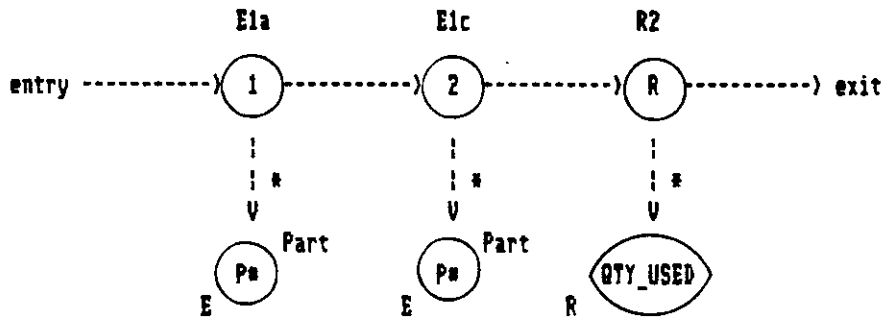 E1a E1c R2
entry 1 2 R exit
* * *
Part Part
P* P* QTY_USED
E E R